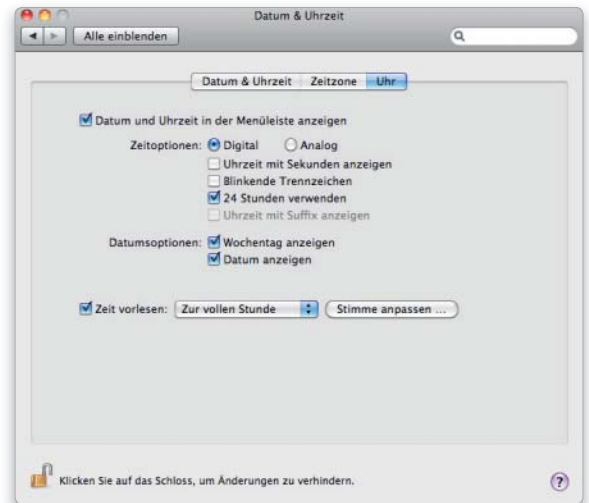 Datum & Uhrzeit
Alle einblenden
Datum & Uhrzeit Zeitzone Uhr
Datum und Uhrzeit in der Menüleiste anzeigen
Zeitoptionen: Digital Analog
Uhrzeit mit Sekunden anzeigen
Blinkende Trennzeichen
24 Stunden verwenden
Uhrzeit mit Suffix anzeigen
Datumsoptionen: Wochentag anzeigen
Datum anzeigen
Zeit vorlesen: Zur vollen Stunde Stimme anpassen ...
Klicken Sie auf das Schloss, um Änderungen zu verhindern. ?